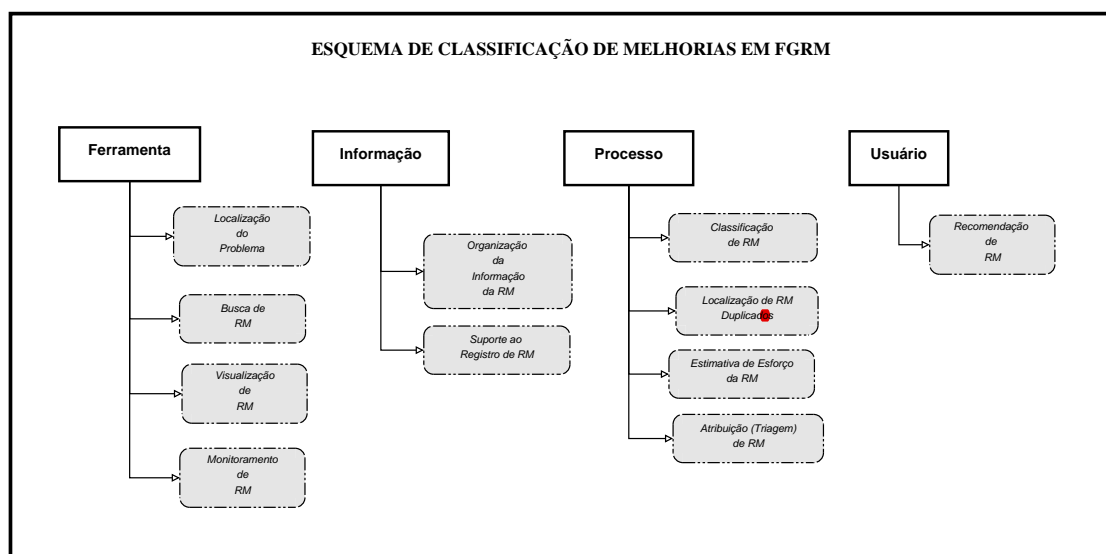 ESQUEMA DE CLASSIFICAÇÃO DE MELHORIAS EM FGRM
Ferramenta
Localização
do
Problema
Busca de
RM
Visualização
de
RM
Monitoramento
de
RM
Informação
Organização
da
Informação
da RM
Suporte ao
Registro de RM
Processo
Classificação
de RM
Localização de RM
Duplicados
Estimativa de Esforço
da RM
Atribuição (Triagem)
de RM
Usuário
Recomendação
de
RM